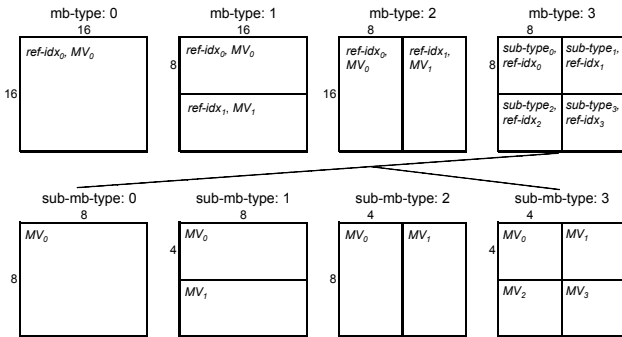 mb-type: 0
mb-type: 1
mb-type: 2
mb-type: 3
16
16
8
8
16
ref-idx₀, MV₀
8
ref-idx₀, MV₀
ref-idx₁, MV₁
16
ref-idx₀,
MV₀
ref-idx₁,
MV₁
8
sub-type₀,
ref-idx₀
sub-type₁,
ref-idx₁
sub-type₂,
ref-idx₂
sub-type₃,
ref-idx₃
sub-mb-type: 0
sub-mb-type: 1
sub-mb-type: 2
sub-mb-type: 3
8
8
4
4
8
MV₀
4
MV₀
MV₁
8
MV₀
MV₁
4
MV₀
MV₁
MV₂
MV₃